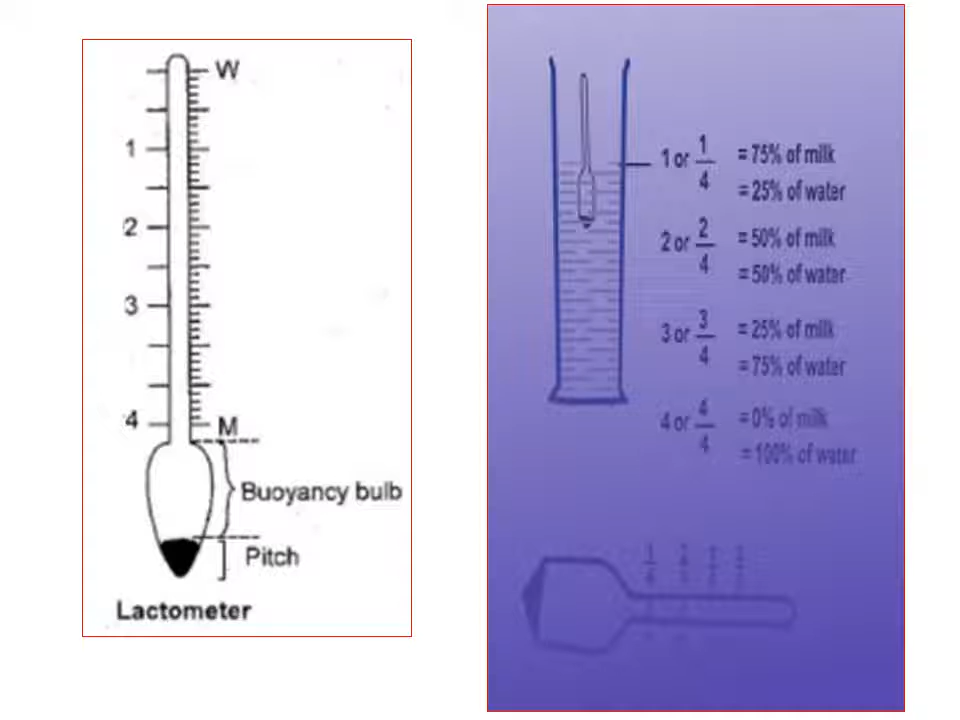 W
1
2
3
4
M
Buoyancy bulb
Pitch
Lactometer
1 or 1/4 = 75% of milk
= 25% of water
2 or 2/4 = 50% of milk
= 50% of water
3 or 3/4 = 25% of milk
= 75% of water
4 or 4/4 = 0% of milk
= 100% of water